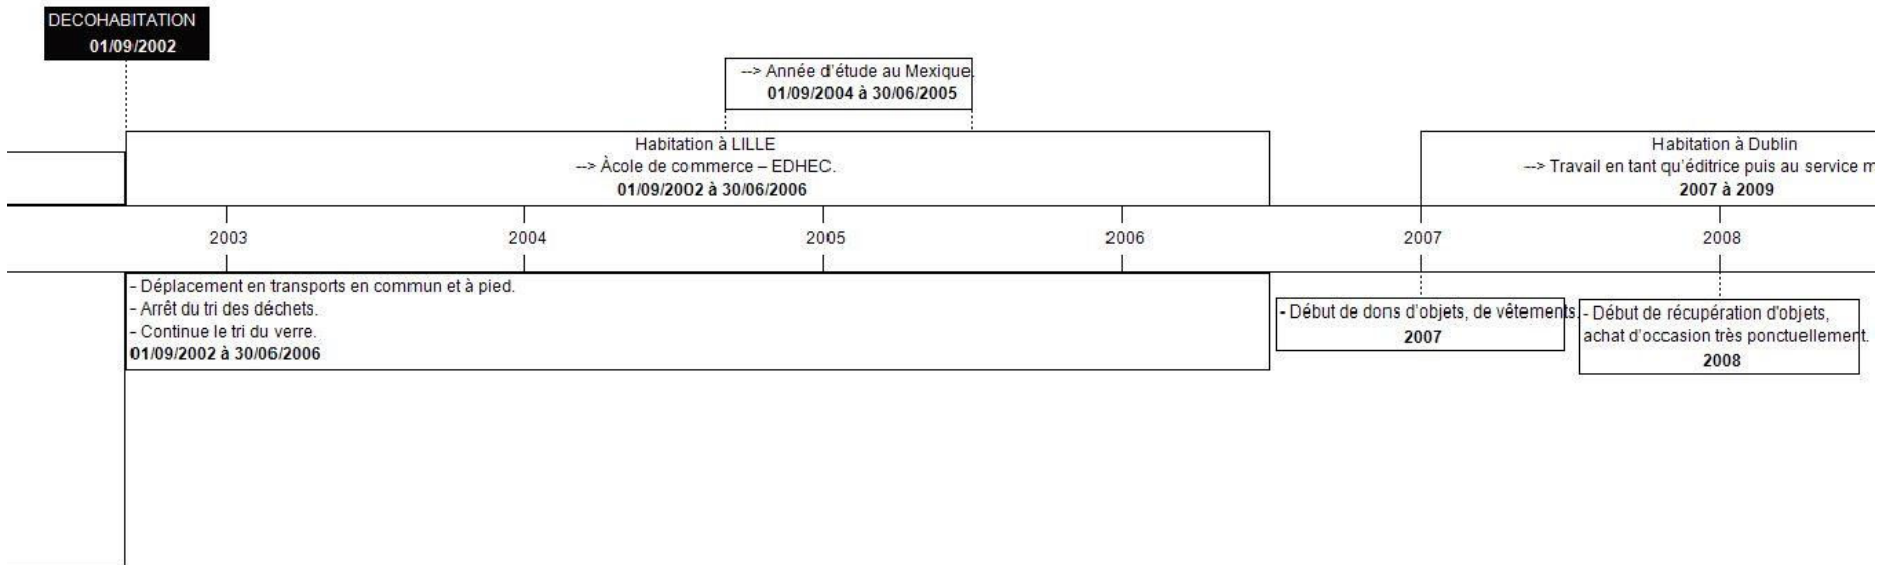 DECOHABITATION
01/09/2002
--> Année d'étude au Mexique.
01/09/2004 à 30/06/2005
Habitation à LILLE
--> Àcole de commerce – EDHEC.
01/09/2002 à 30/06/2006
Habitation à Dublin
--> Travail en tant qu'éditrice puis au service m
2007 à 2009
2003
2004
2005
2006
2007
2008
- Déplacement en transports en commun et à pied.
- Arrêt du tri des déchets.
- Continue le tri du verre.
01/09/2002 à 30/06/2006
- Début de dons d'objets, de vêtements.
2007
- Début de récupération d'objets,
achat d'occasion très ponctuellement.
2008